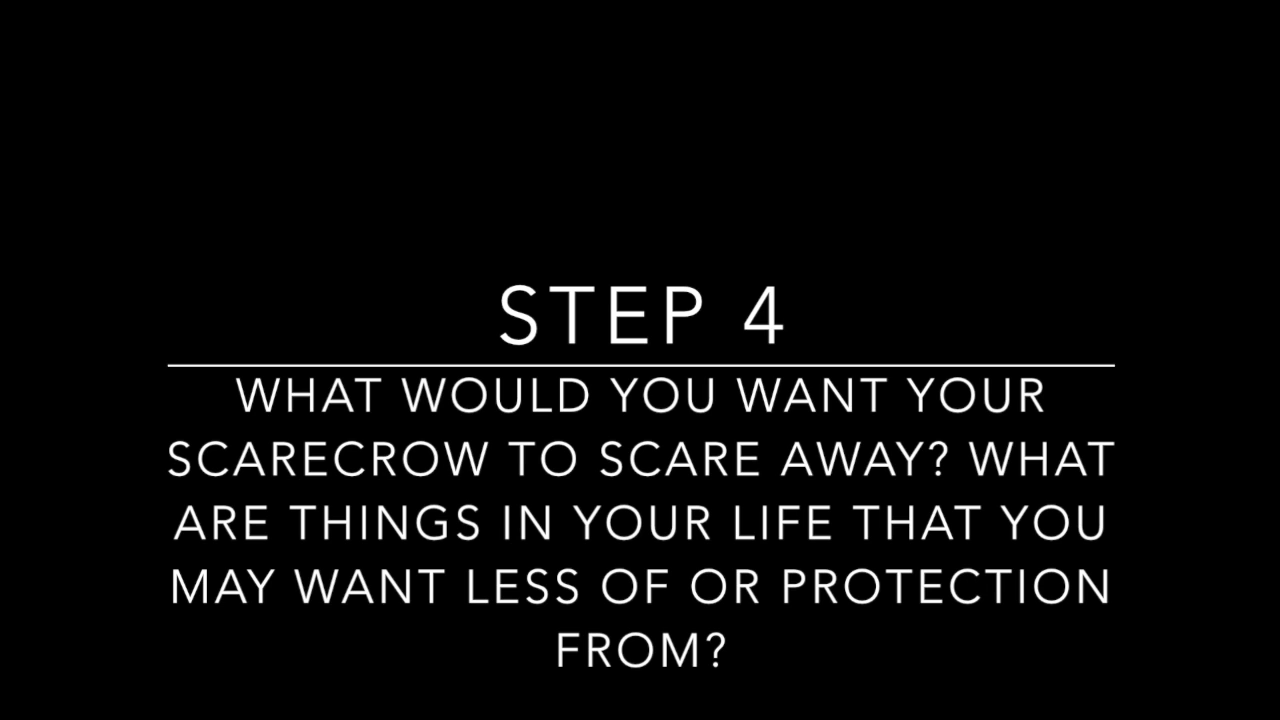 STEP 4
WHAT WOULD YOU WANT YOUR
SCARECROW TO SCARE AWAY? WHAT
ARE THINGS IN YOUR LIFE THAT YOU
MAY WANT LESS OF OR PROTECTION
FROM?